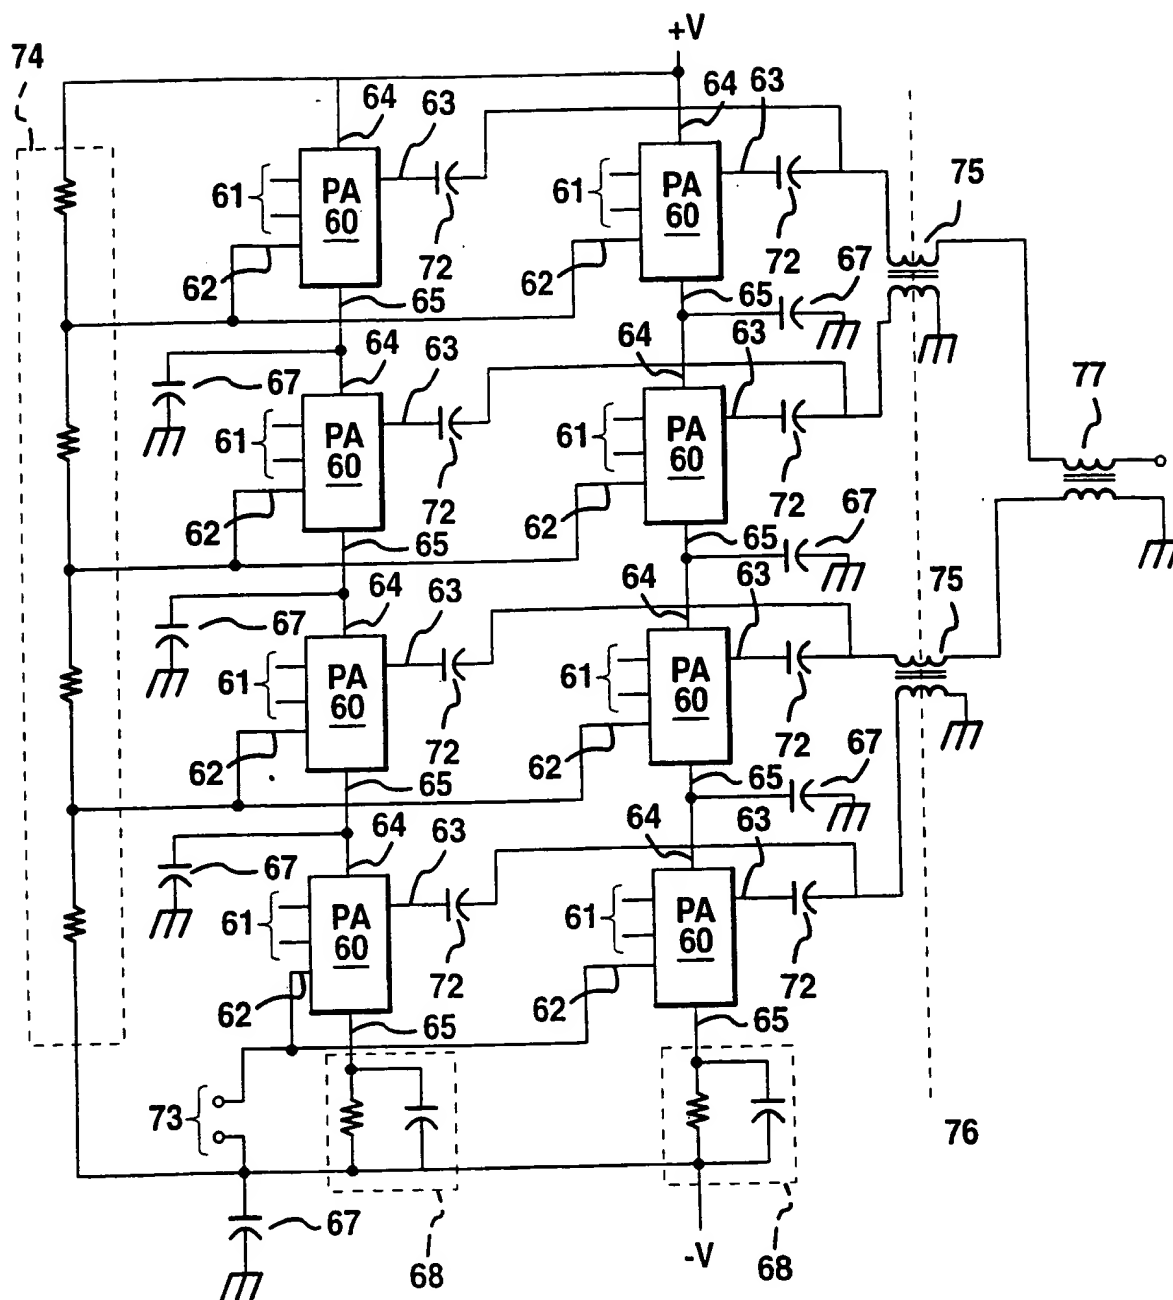 +V
74
64 63 64 63
61 PA 60 61 PA 60 75
62 72 62 72 67
65 65
64 63 64 63 77
67
61 PA 60 61 PA 60
62 72 62 72 67
65 65
64 63 64 63 75
67
61 PA 60 61 PA 60
62 72 62 72 67
65 65
64 63 64 63
67
61 PA 60 61 PA 60
62 72 62 72
65 65
73 76
67 68 -V 68